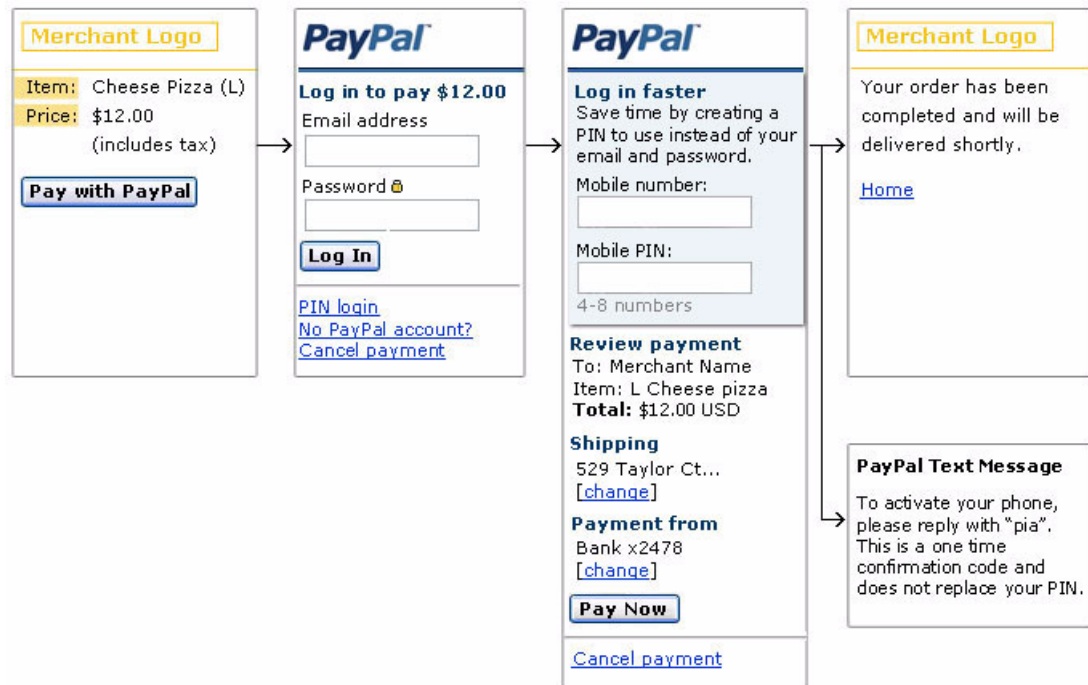 Merchant Logo
Item: Cheese Pizza (L)
Price: $12.00
(includes tax)
Pay with PayPal
PayPal
Log in to pay $12.00
Email address
Password
Log In
PIN login
No PayPal account?
Cancel payment
PayPal
Log in faster
Save time by creating a
PIN to use instead of your
email and password.
Mobile number:
Mobile PIN:
4-8 numbers
Review payment
To: Merchant Name
Item: L Cheese pizza
Total: $12.00 USD
Shipping
529 Taylor Ct...
[change]
Payment from
Bank x2478
[change]
Pay Now
Cancel payment
Merchant Logo
Your order has been
completed and will be
delivered shortly.
Home
PayPal Text Message
To activate your phone,
please reply with “pia”.
This is a one time
confirmation code and
does not replace your PIN.